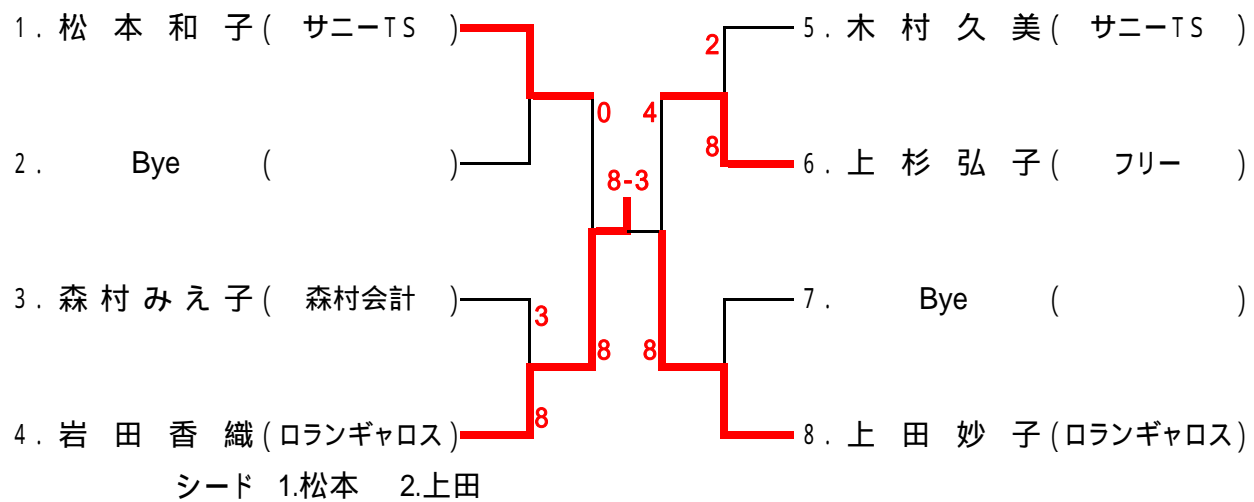 1. 松本和子 ( サニーTS ) 5. 木村久美 ( サニーTS )
2
0 4
8
2. Bye ( ) 6. 上杉弘子 ( フリー )
8-3
3. 森村みえ子 ( 森村会計 ) 7. Bye ( )
3
8 8
8
4. 岩田香織 (ロランギャロス) 8. 上田妙子 (ロランギャロス)
シード 1.松本 2.上田